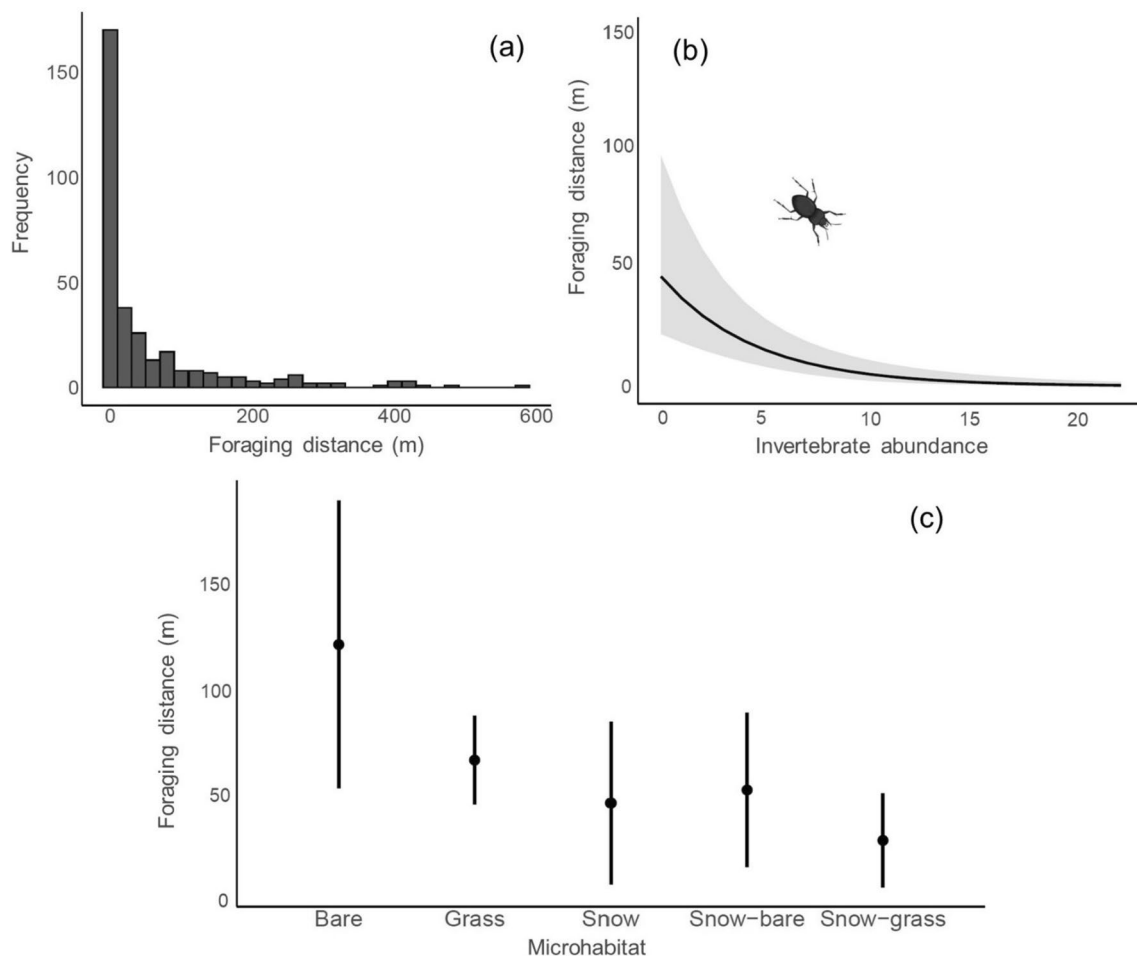 (a)
150
100
50
0
Frequency
0 200 400 600
Foraging distance (m)
(b)
150
100
50
0
Foraging distance (m)
0 5 10 15 20
Invertebrate abundance
(c)
150
100
50
0
Foraging distance (m)
Bare Grass Snow Snow-bare Snow-grass
Microhabitat